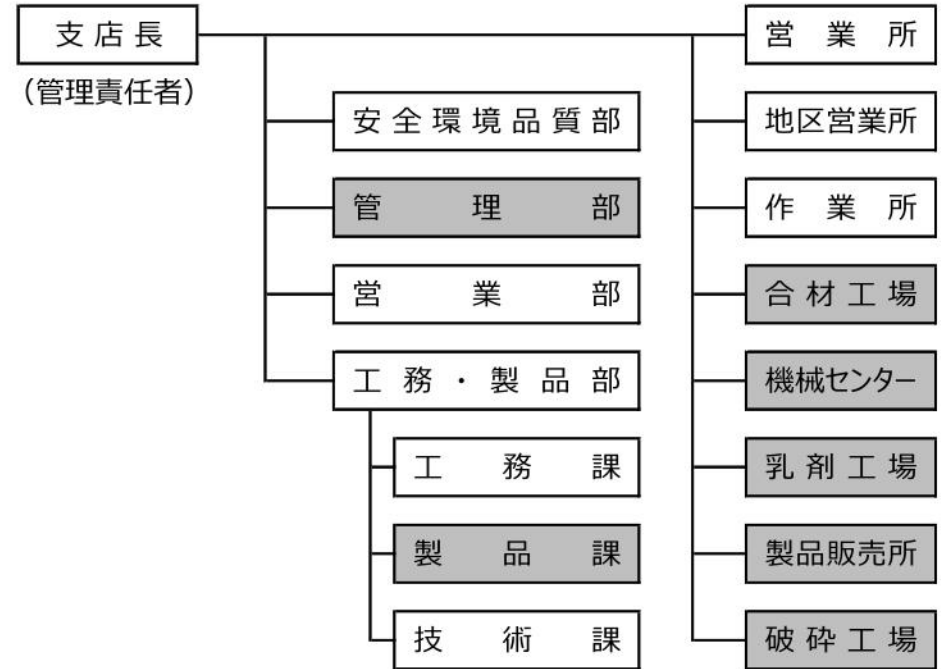 支店長
(管理責任者)
安全環境品質部
管理部
営業部
工務・製品部
工務課
製品課
技術課
営業所
地区営業所
作業所
合材工場
機械センター
乳剤工場
製品販売所
破砕工場